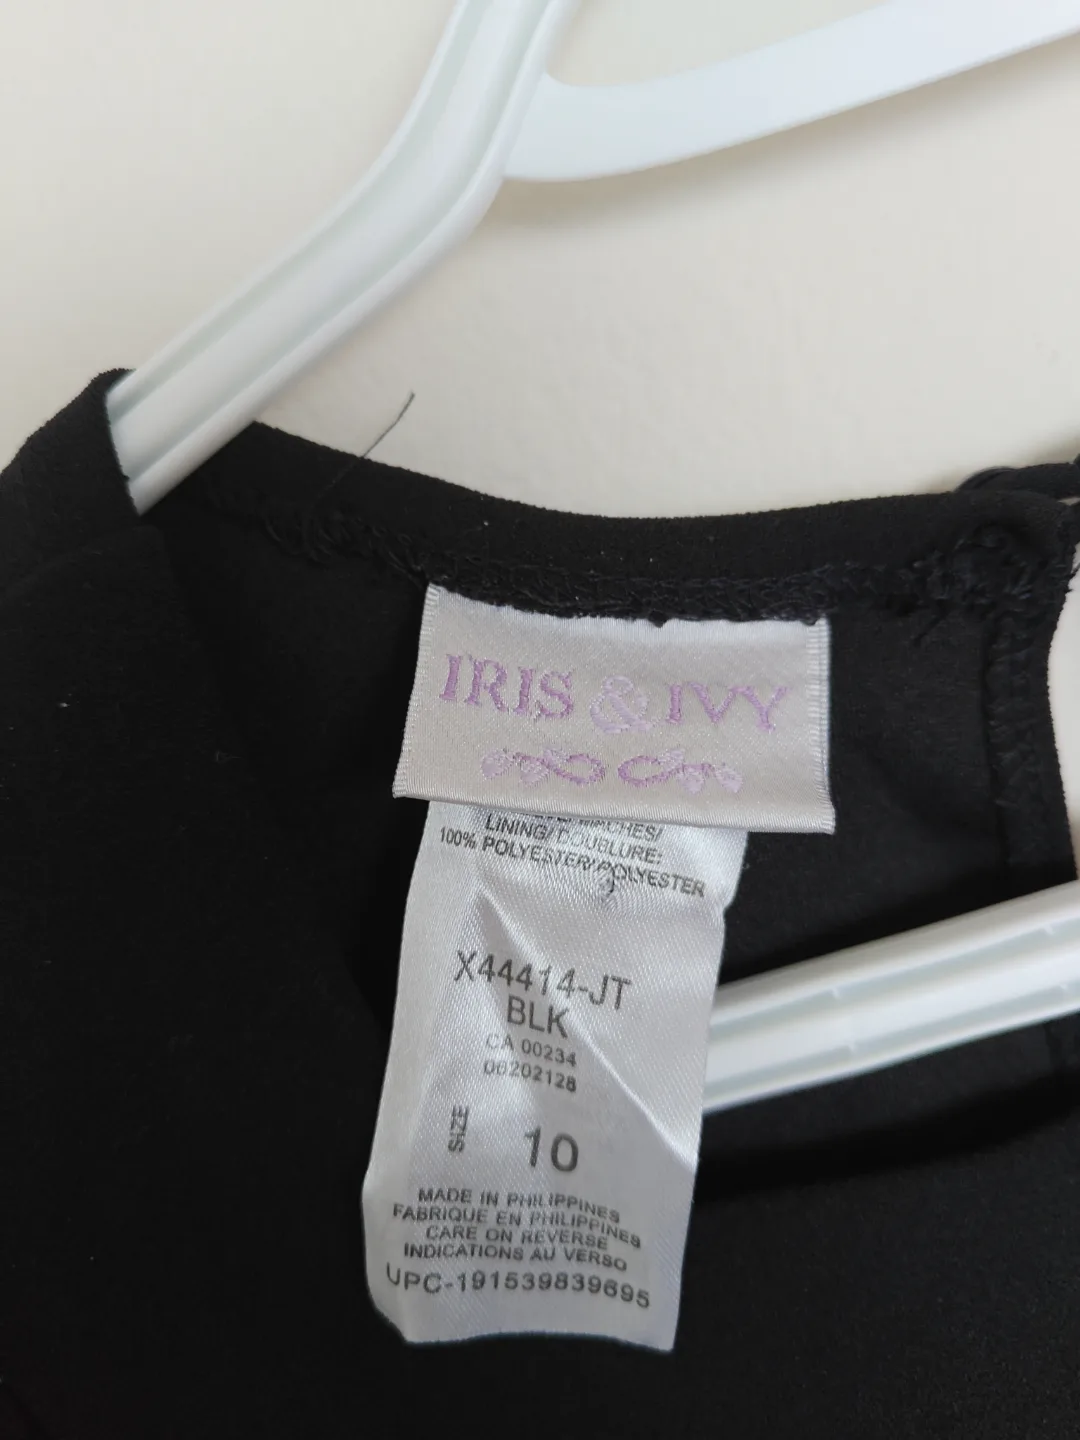 IRIS & IVY
LINING/DOUBLURE:
100% POLYESTER/POLYESTER
X44414-JT
BLK
CA 00234
06202128
SIZE 10
MADE IN PHILIPPINES
FABRIQUE EN PHILIPPINES
CARE ON REVERSE
INDICATIONS AU VERSO
UPC-191539839695